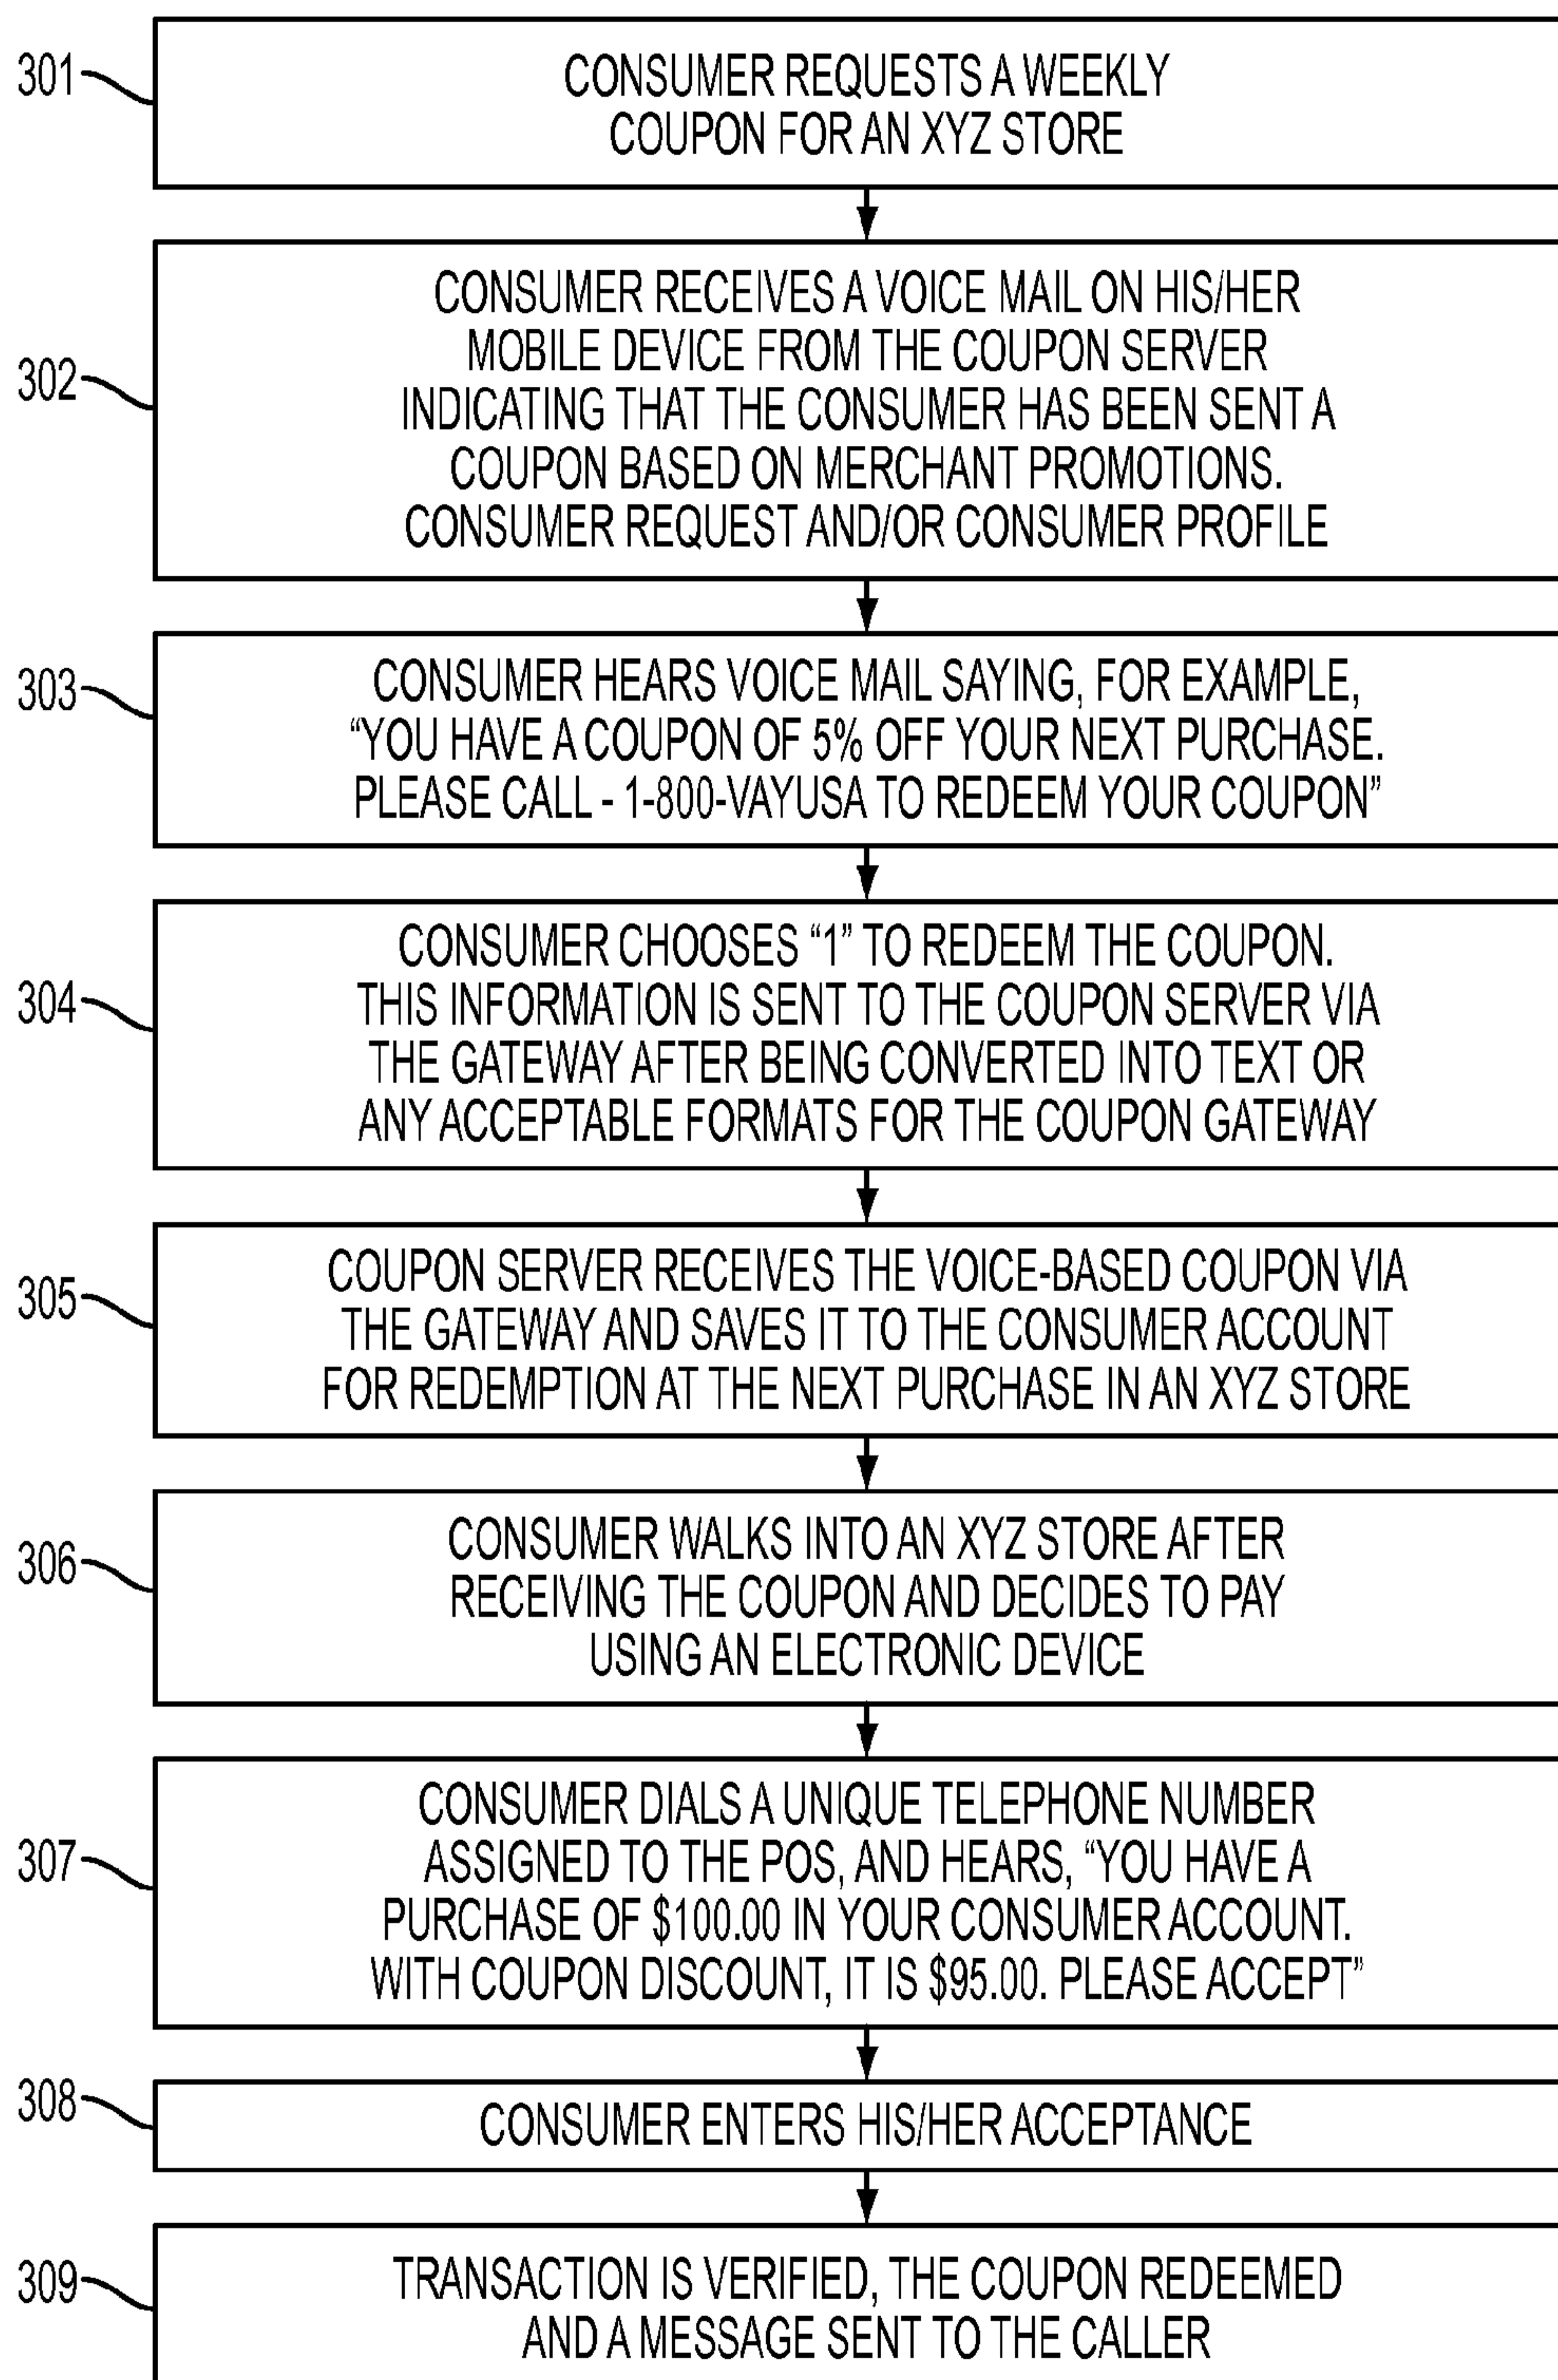 301
CONSUMER REQUESTS A WEEKLY
COUPON FOR AN XYZ STORE
302
CONSUMER RECEIVES A VOICE MAIL ON HIS/HER
MOBILE DEVICE FROM THE COUPON SERVER
INDICATING THAT THE CONSUMER HAS BEEN SENT A
COUPON BASED ON MERCHANT PROMOTIONS.
CONSUMER REQUEST AND/OR CONSUMER PROFILE
303
CONSUMER HEARS VOICE MAIL SAYING, FOR EXAMPLE,
“YOU HAVE A COUPON OF 5% OFF YOUR NEXT PURCHASE.
PLEASE CALL - 1-800-VAYUSA TO REDEEM YOUR COUPON”
304
CONSUMER CHOOSES “1” TO REDEEM THE COUPON.
THIS INFORMATION IS SENT TO THE COUPON SERVER VIA
THE GATEWAY AFTER BEING CONVERTED INTO TEXT OR
ANY ACCEPTABLE FORMATS FOR THE COUPON GATEWAY
305
COUPON SERVER RECEIVES THE VOICE-BASED COUPON VIA
THE GATEWAY AND SAVES IT TO THE CONSUMER ACCOUNT
FOR REDEMPTION AT THE NEXT PURCHASE IN AN XYZ STORE
306
CONSUMER WALKS INTO AN XYZ STORE AFTER
RECEIVING THE COUPON AND DECIDES TO PAY
USING AN ELECTRONIC DEVICE
307
CONSUMER DIALS A UNIQUE TELEPHONE NUMBER
ASSIGNED TO THE POS, AND HEARS, “YOU HAVE A
PURCHASE OF $100.00 IN YOUR CONSUMER ACCOUNT.
WITH COUPON DISCOUNT, IT IS $95.00. PLEASE ACCEPT”
308
CONSUMER ENTERS HIS/HER ACCEPTANCE
309
TRANSACTION IS VERIFIED, THE COUPON REDEEMED
AND A MESSAGE SENT TO THE CALLER